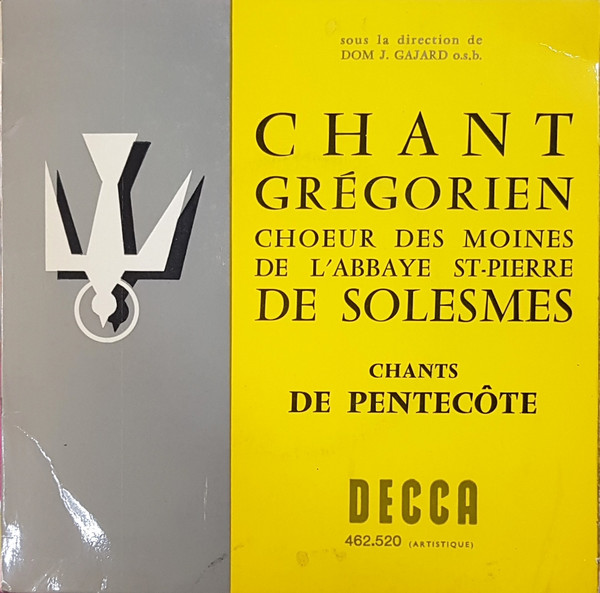 sous la direction de
DOM J. GAJARD o.s.b.
CHANT
GRÉGORIEN
CHOEUR DES MOINES
DE L'ABBAYE ST-PIERRE
DE SOLESMES
CHANTS
DE PENTECÔTE
DECCA
462.520 (ARTISTIQUE)